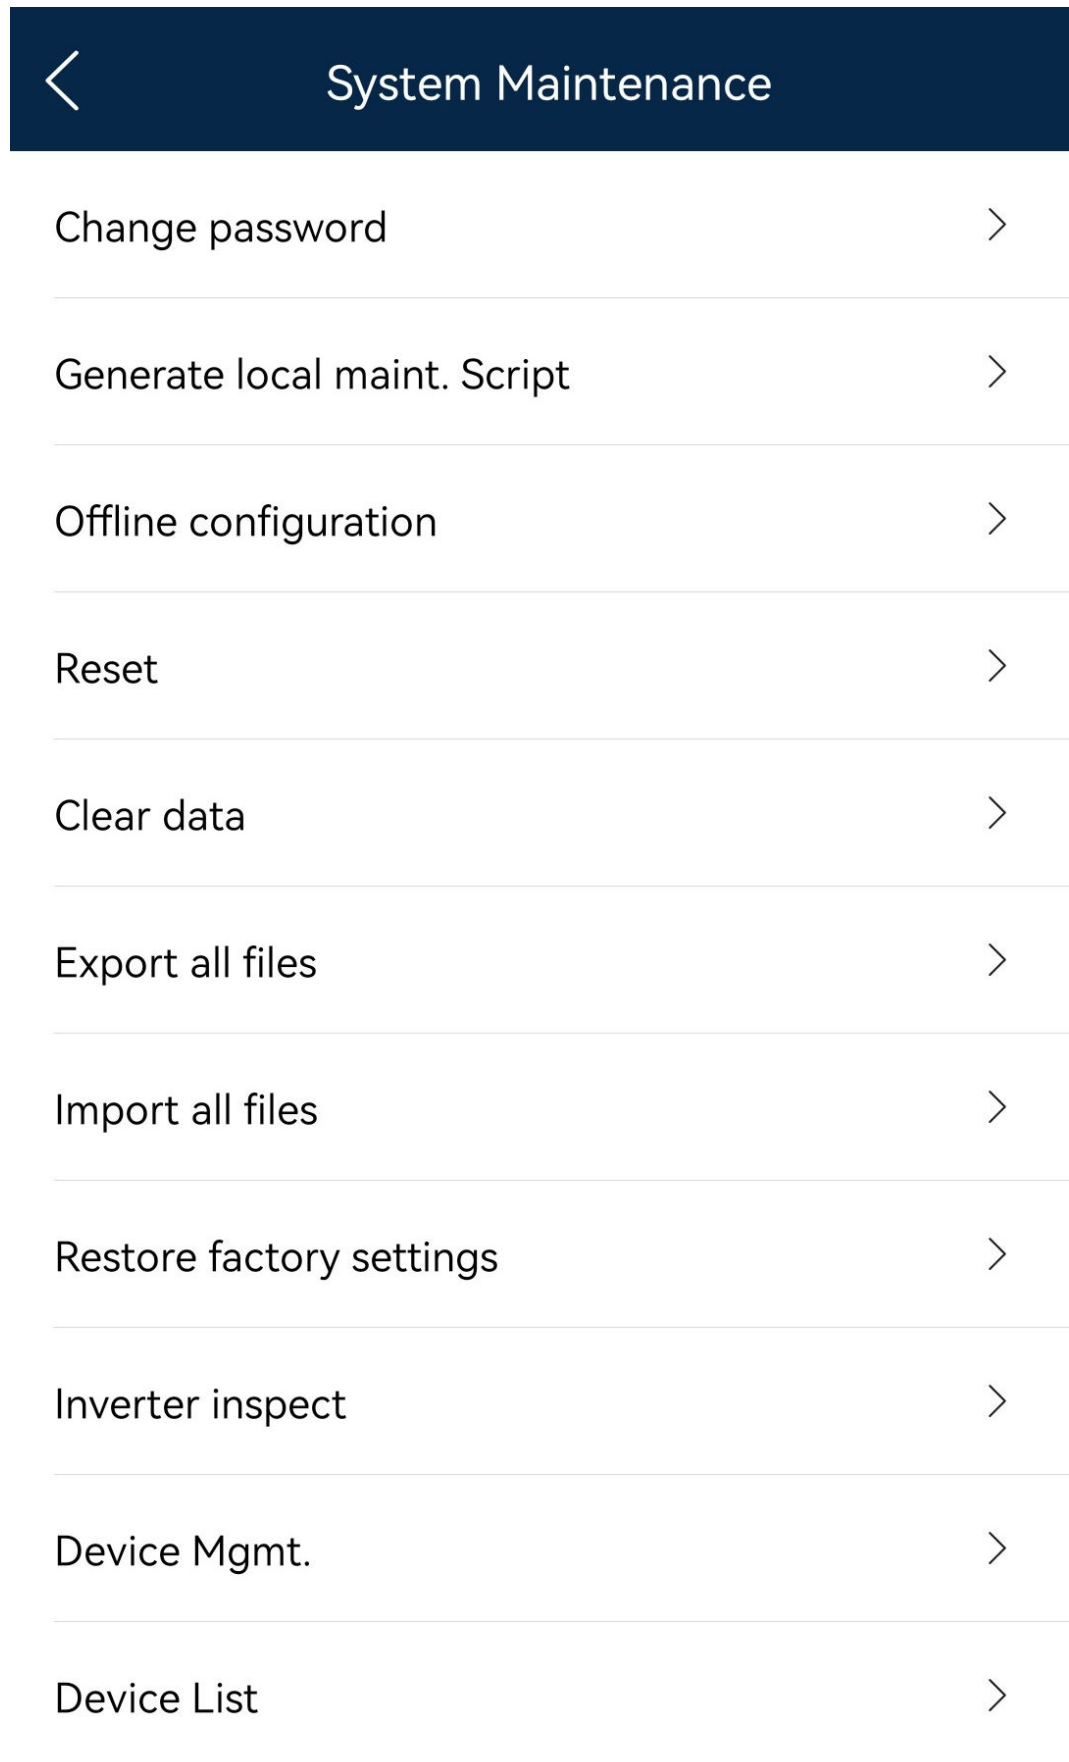 System Maintenance
Change password
Generate local maint. Script
Offline configuration
Reset
Clear data
Export all files
Import all files
Restore factory settings
Inverter inspect
Device Mgmt.
Device List